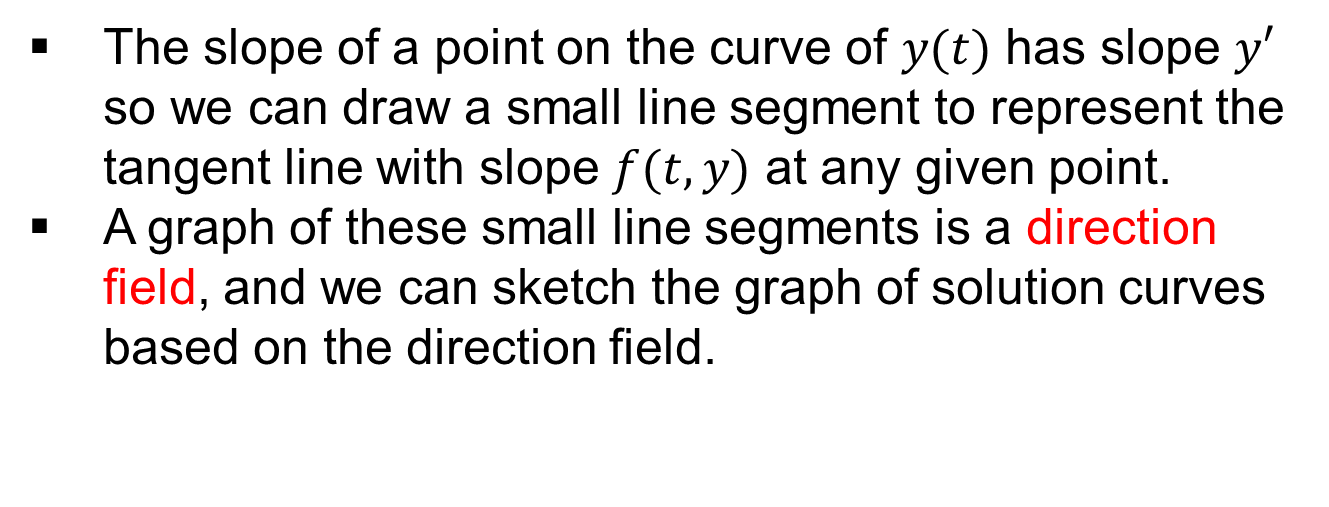 ▪ The slope of a point on the curve of y(t) has slope y′
so we can draw a small line segment to represent the
tangent line with slope f(t, y) at any given point.
▪ A graph of these small line segments is a direction
field, and we can sketch the graph of solution curves
based on the direction field.